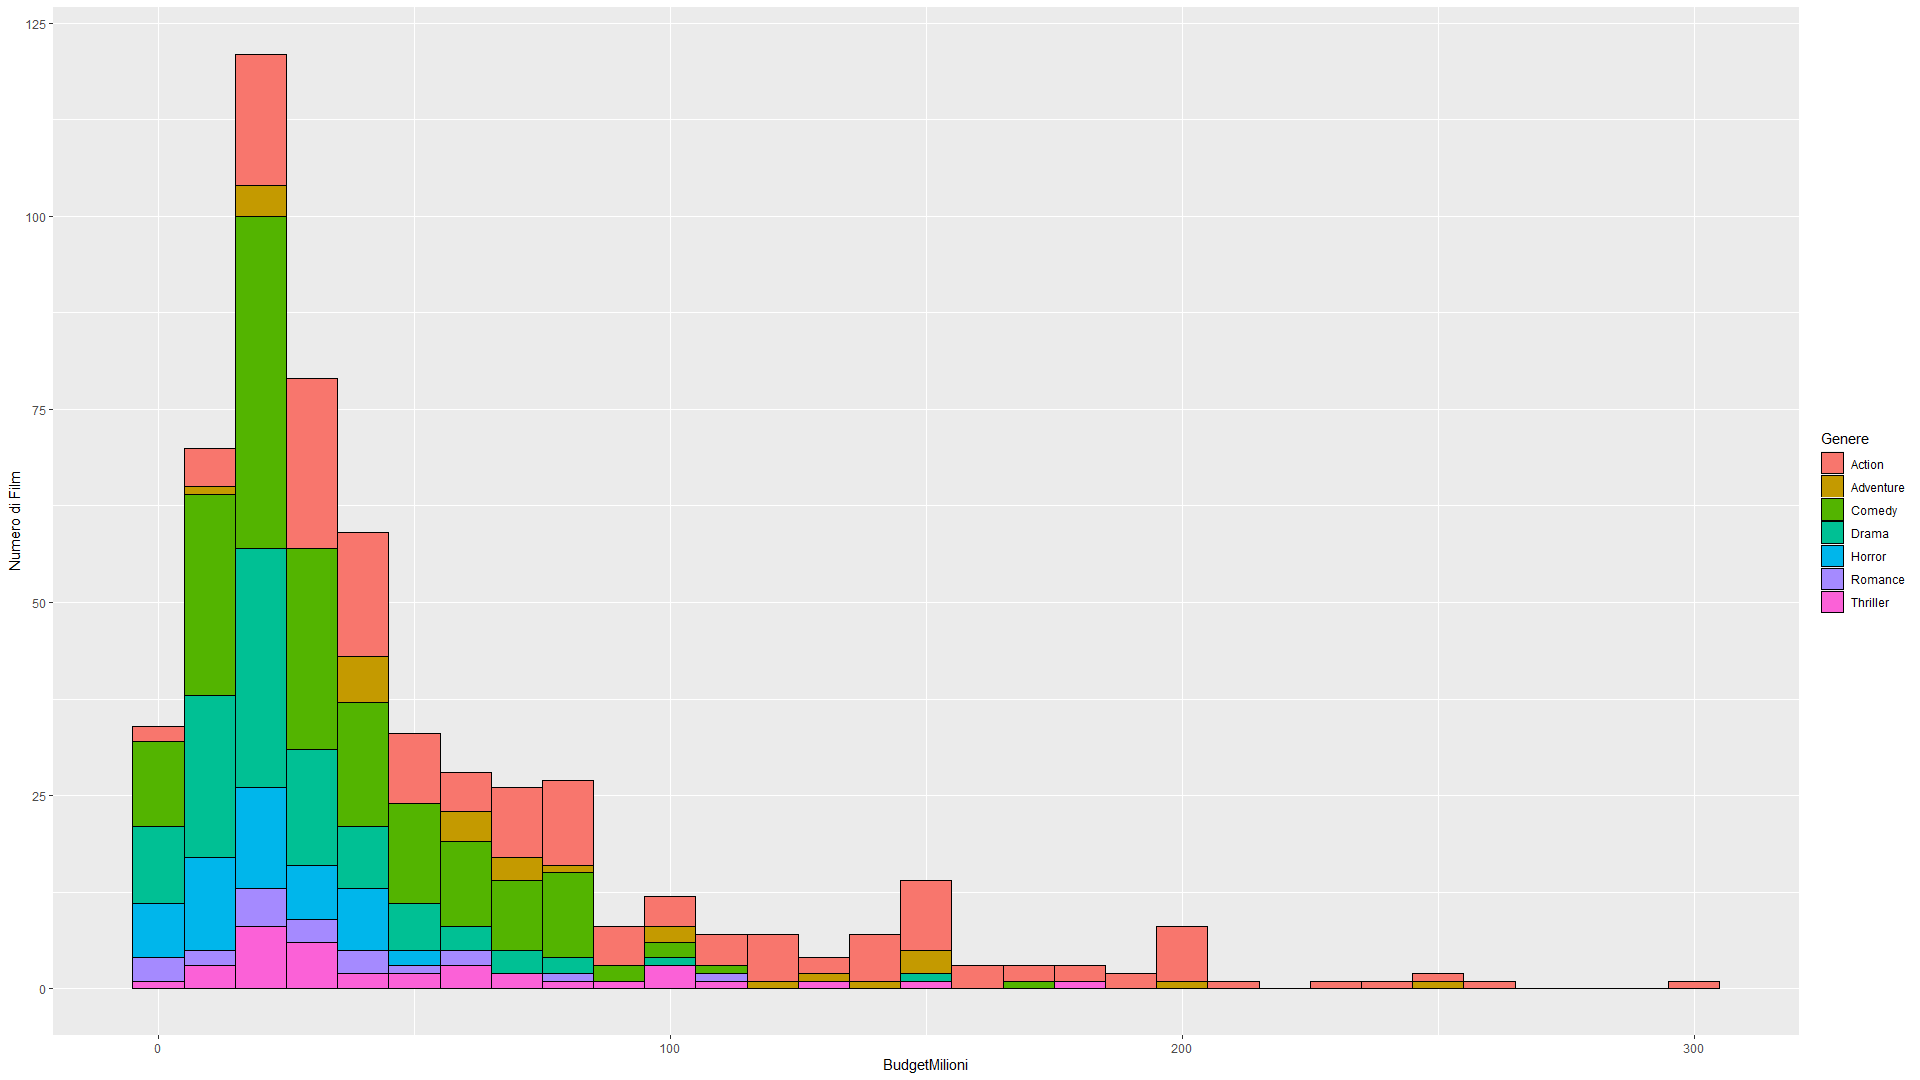 125
100
75
50
25
0
Numero di Film
0
100
200
300
BudgetMilioni
Genere
Action
Adventure
Comedy
Drama
Horror
Romance
Thriller